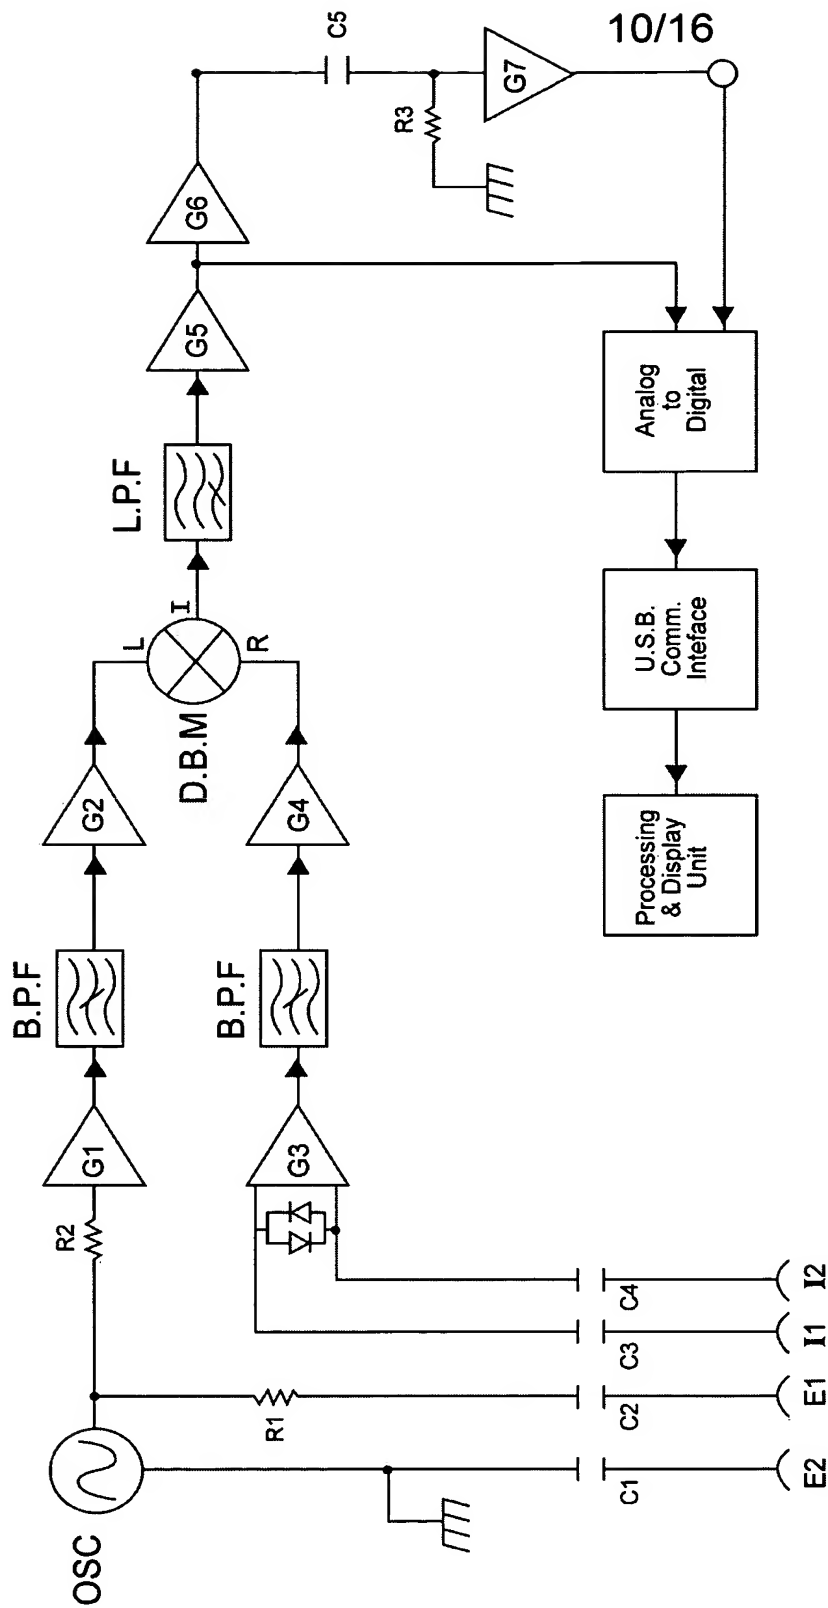 10/16
OSC
R2
G1
B.P.F
G2
L
D.B.M
I
R
L.P.F
G5
G6
C5
R3
G7
R1
G3
B.P.F
G4
C1
C2
C3
C4
E2
E1
I1
I2
Processing
& Display
Unit
U.S.B.
Comm.
Inteface
Analog
to
Digital